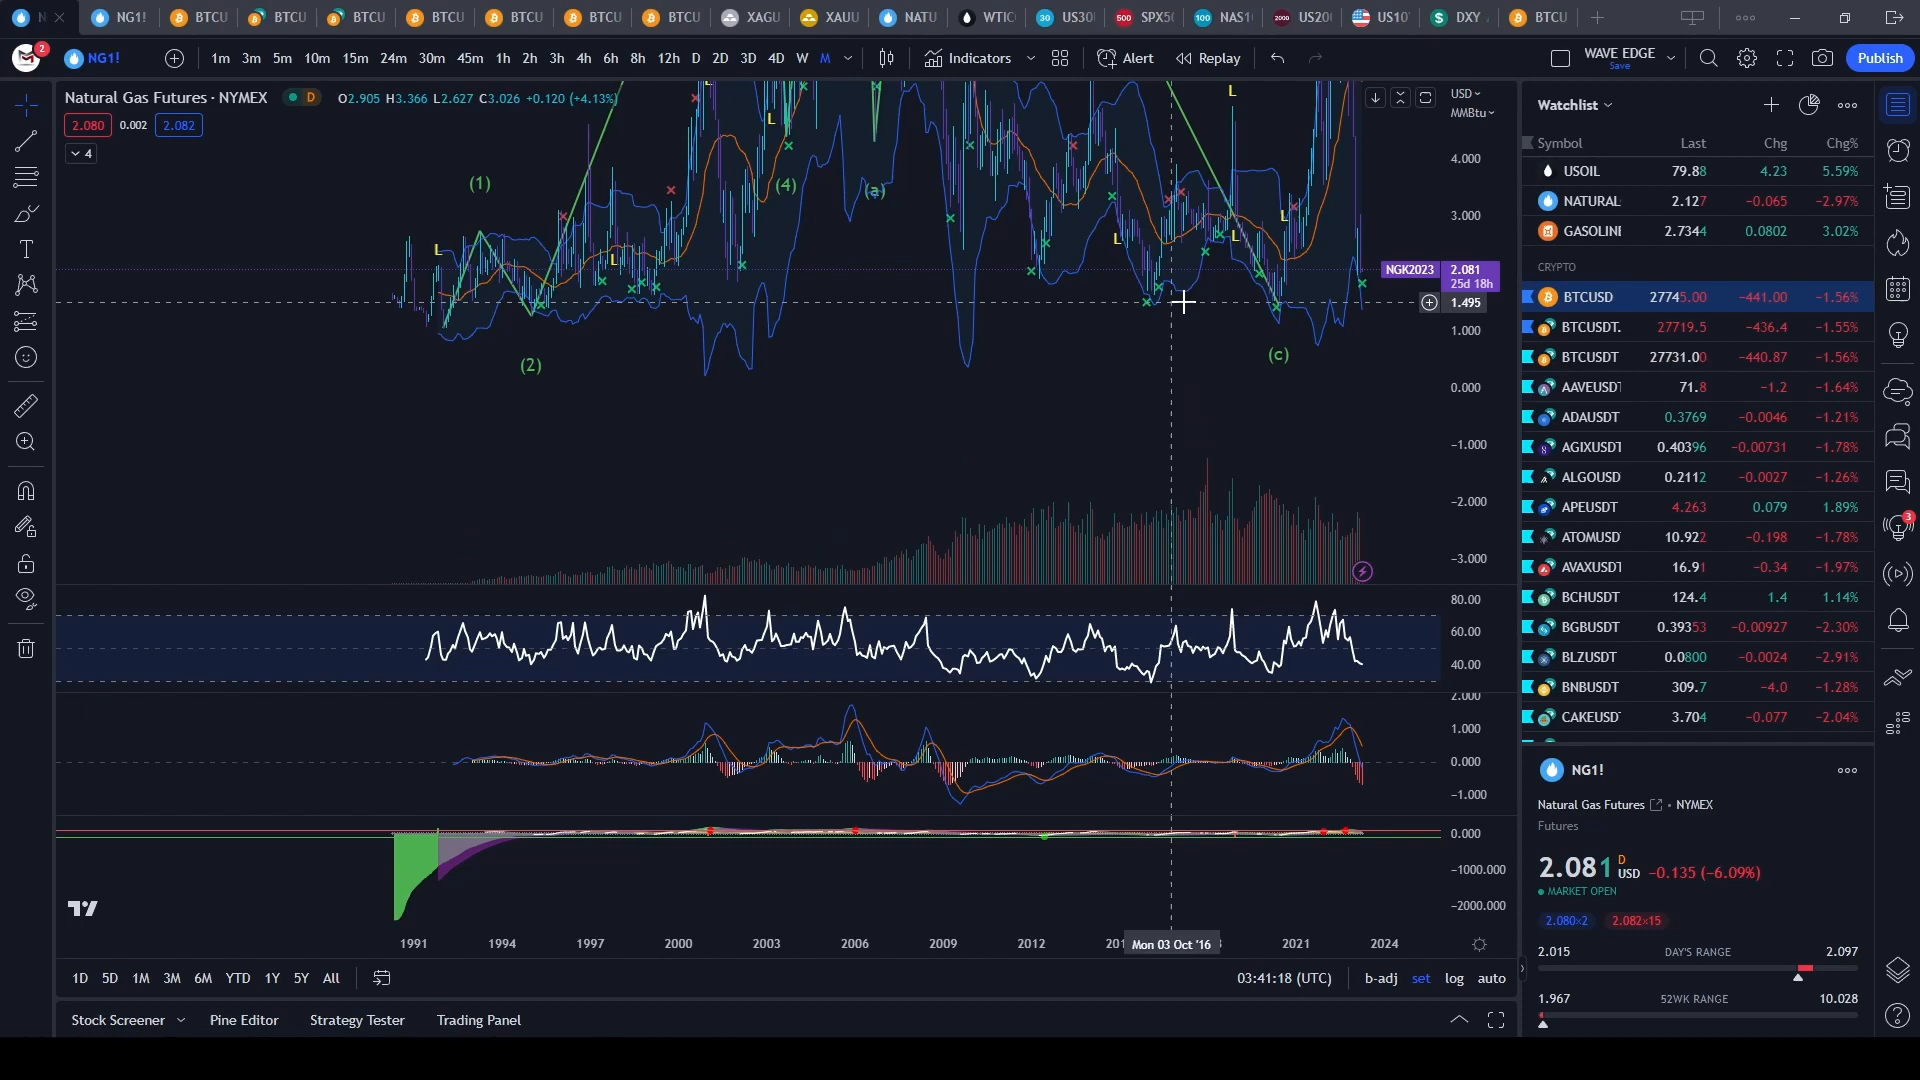 N
NG1!
BTCU
BTCU
BTCU
BTCU
BTCU
BTCU
BTCU
XAGU
XAUU
NATU
WTIC
30 US30
500 SPX5
100 NAS1
2000 US20
US10
DXY
BTCU
2
NG1!
1m 3m 5m 10m 15m 24m 30m 45m 1h 2h 3h 4h 6h 8h 12h D 2D 3D 4D W M
Indicators
Alert
Replay
WAVE EDGE
Save
Publish
Natural Gas Futures · NYMEX
D
O2.905 H3.366 L2.627 C3.026 +0.120 (+4.13%)
2.080 0.002 2.082
4
USD
MMBtu
4.000
3.000
NGK2023 2.081
25d 18h
1.495
1.000
0.000
-1.000
-2.000
-3.000
(1)
(2)
(4)
(a)
(c)
L
L
L
L
L
L
L
80.00
60.00
40.00
2.000
1.000
0.000
-1.000
0.000
-1000.000
-2000.000
1991 1994 1997 2000 2003 2006 2009 2012 201 Mon 03 Oct '16 2021 2024
1D 5D 1M 3M 6M YTD 1Y 5Y All
03:41:18 (UTC)
b-adj set log auto
Stock Screener Pine Editor Strategy Tester Trading Panel
Watchlist
Symbol Last Chg Chg%
USOIL 79.88 4.23 5.59%
NATURAL 2.127 −0.065 −2.97%
GASOLINE 2.7344 0.0802 3.02%
CRYPTO
BTCUSD 27745.00 −441.00 −1.56%
BTCUSDT. 27719.5 −436.4 −1.55%
BTCUSDT 27731.00 −440.87 −1.56%
AAVEUSDT 71.8 −1.2 −1.64%
ADAUSDT 0.3769 −0.0046 −1.21%
AGIXUSDT 0.40396 −0.00731 −1.78%
ALGOUSD 0.2112 −0.0027 −1.26%
APEUSDT 4.263 0.079 1.89%
ATOMUSD 10.922 −0.198 −1.78%
AVAXUSDT 16.91 −0.34 −1.97%
BCHUSDT 124.4 1.4 1.14%
BGBUSDT 0.39353 −0.00927 −2.30%
BLZUSDT 0.0800 −0.0024 −2.91%
BNBUSDT 309.7 −4.0 −1.28%
CAKEUSD 3.704 −0.077 −2.04%
3
NG1!
Natural Gas Futures • NYMEX
Futures
2.081 D USD −0.135 (−6.09%)
MARKET OPEN
2.080×2 2.082×15
2.015 DAY'S RANGE 2.097
1.967 52WK RANGE 10.028